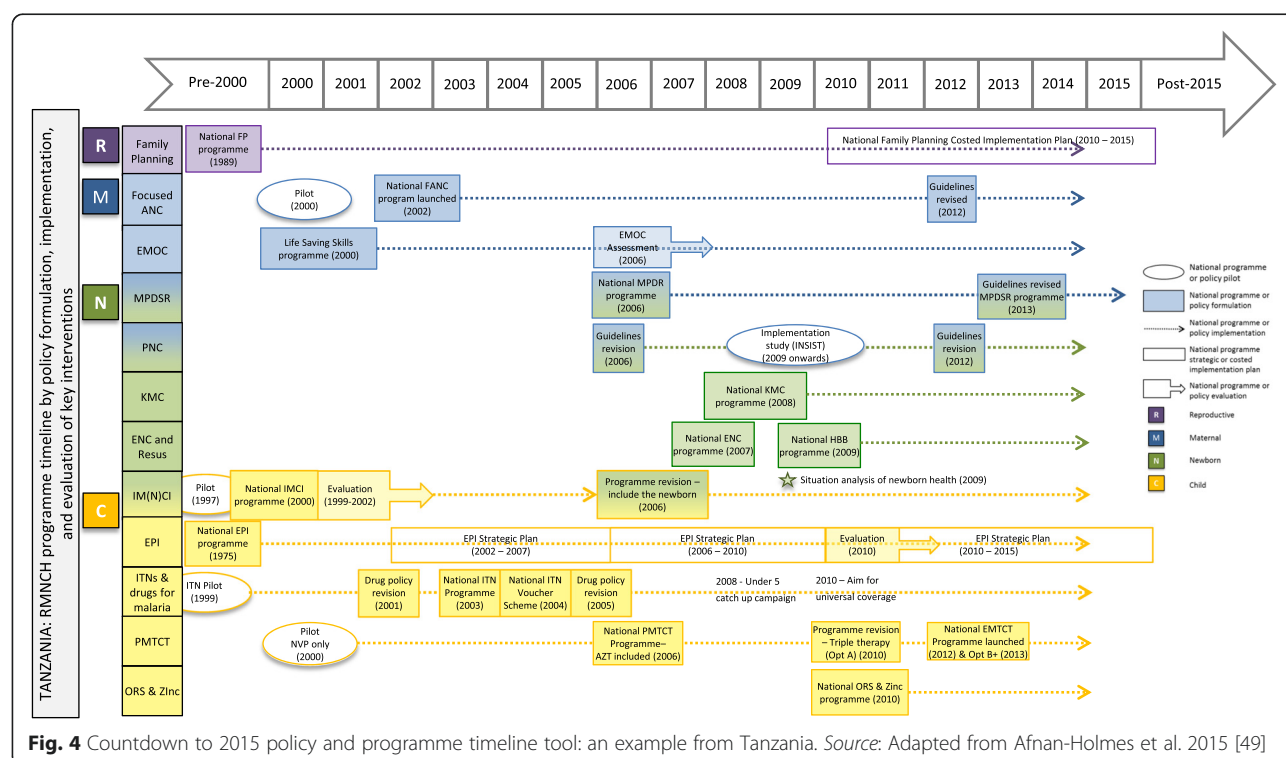 Pre-2000 2000 2001 2002 2003 2004 2005 2006 2007 2008 2009 2010 2011 2012 2013 2014 2015 Post-2015
TANZANIA: RMNCH programme timeline by policy formulation, implementation,
and evaluation of key interventions
R
Family
Planning
National FP
programme
(1989)
National Family Planning Costed Implementation Plan (2010 – 2015)
M
Focused
ANC
Pilot
(2000)
National FANC
program launched
(2002)
Guidelines
revised
(2012)
EMOC
Life Saving Skills
programme (2000)
EMOC
Assessment
(2006)
N
MPDSR
National MPDR
programme
(2006)
Guidelines revised
MPDSR programme
(2013)
PNC
Guidelines
revision
(2006)
Implementation
study (INSIST)
(2009 onwards)
Guidelines
revision
(2012)
KMC
National KMC
programme (2008)
ENC and
Resus
National ENC
programme (2007)
National HBB
programme (2009)
C
IM(N)CI
Pilot
(1997)
National IMCI
programme (2000)
Evaluation
(1999-2002)
Programme revision –
include the newborn
(2006)
Situation analysis of newborn health (2009)
EPI
National EPI
programme
(1975)
EPI Strategic Plan
(2002 – 2007)
EPI Strategic Plan
(2006 – 2010)
Evaluation
(2010)
EPI Strategic Plan
(2010 – 2015)
ITNs &
drugs for
malaria
ITN Pilot
(1999)
Drug policy
revision
(2001)
National ITN
Programme
(2003)
National ITN
Voucher
Scheme (2004)
Drug policy
revision
(2005)
2008 - Under 5
catch up campaign
2010 – Aim for
universal coverage
PMTCT
Pilot
NVP only
(2000)
National PMTCT
Programme–
AZT included (2006)
Programme revision
– Triple therapy
(Opt A) (2010)
National EMTCT
Programme launched
(2012) & Opt B+ (2013)
ORS & ZInc
National ORS & Zinc
programme
(2010)
National programme
or policy pilot
National programme or
policy formulation
National programme or
policy implementation
National programme
strategic or costed
implementation plan
National programme or
policy evaluation
R Reproductive
M Maternal
N Newborn
C Child
Fig. 4 Countdown to 2015 policy and programme timeline tool: an example from Tanzania. Source: Adapted from Afnan-Holmes et al. 2015 [49]